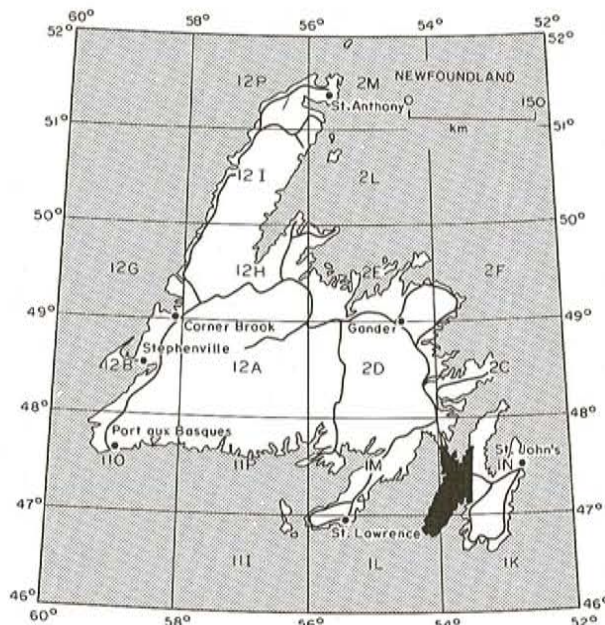 60° 58° 56° 54° 52°
52° 52°
12P 2M NEWFOUNDLAND
St. Anthony 0 150
51° km 51°
12I 2L
50° 50°
12G 12H 2E 2F
49° Corner Brook Gander 49°
Stephenville
12B 12A 2D 2C
48° 48°
Port aux Basques St. John's
11O 11P 1M 1N
47° 47°
St. Lawrence
11I 1L 1K
46° 46°
60° 58° 56° 54° 52°